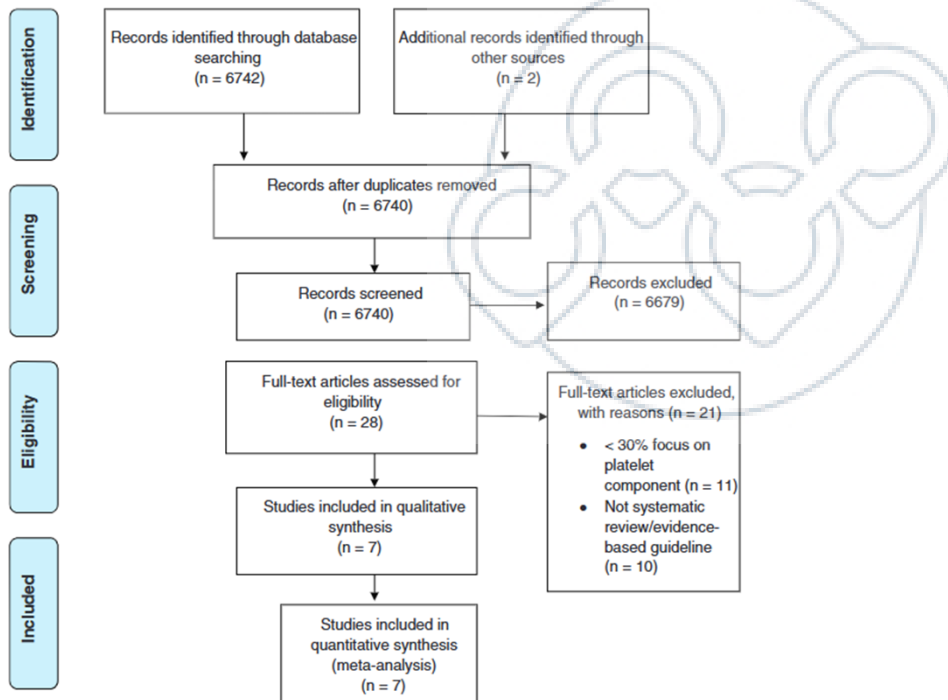 Identification
Records identified through database
searching
(n = 6742)
Additional records identified through
other sources
(n = 2)
Screening
Records after duplicates removed
(n = 6740)
Records screened
(n = 6740)
Records excluded
(n = 6679)
Eligibility
Full-text articles assessed for
eligibility
(n = 28)
Full-text articles excluded,
with reasons (n = 21)
• < 30% focus on
platelet
component (n = 11)
• Not systematic
review/evidence-
based guideline
(n = 10)
Studies included in qualitative
synthesis
(n = 7)
Included
Studies included in
quantitative synthesis
(meta-analysis)
(n = 7)